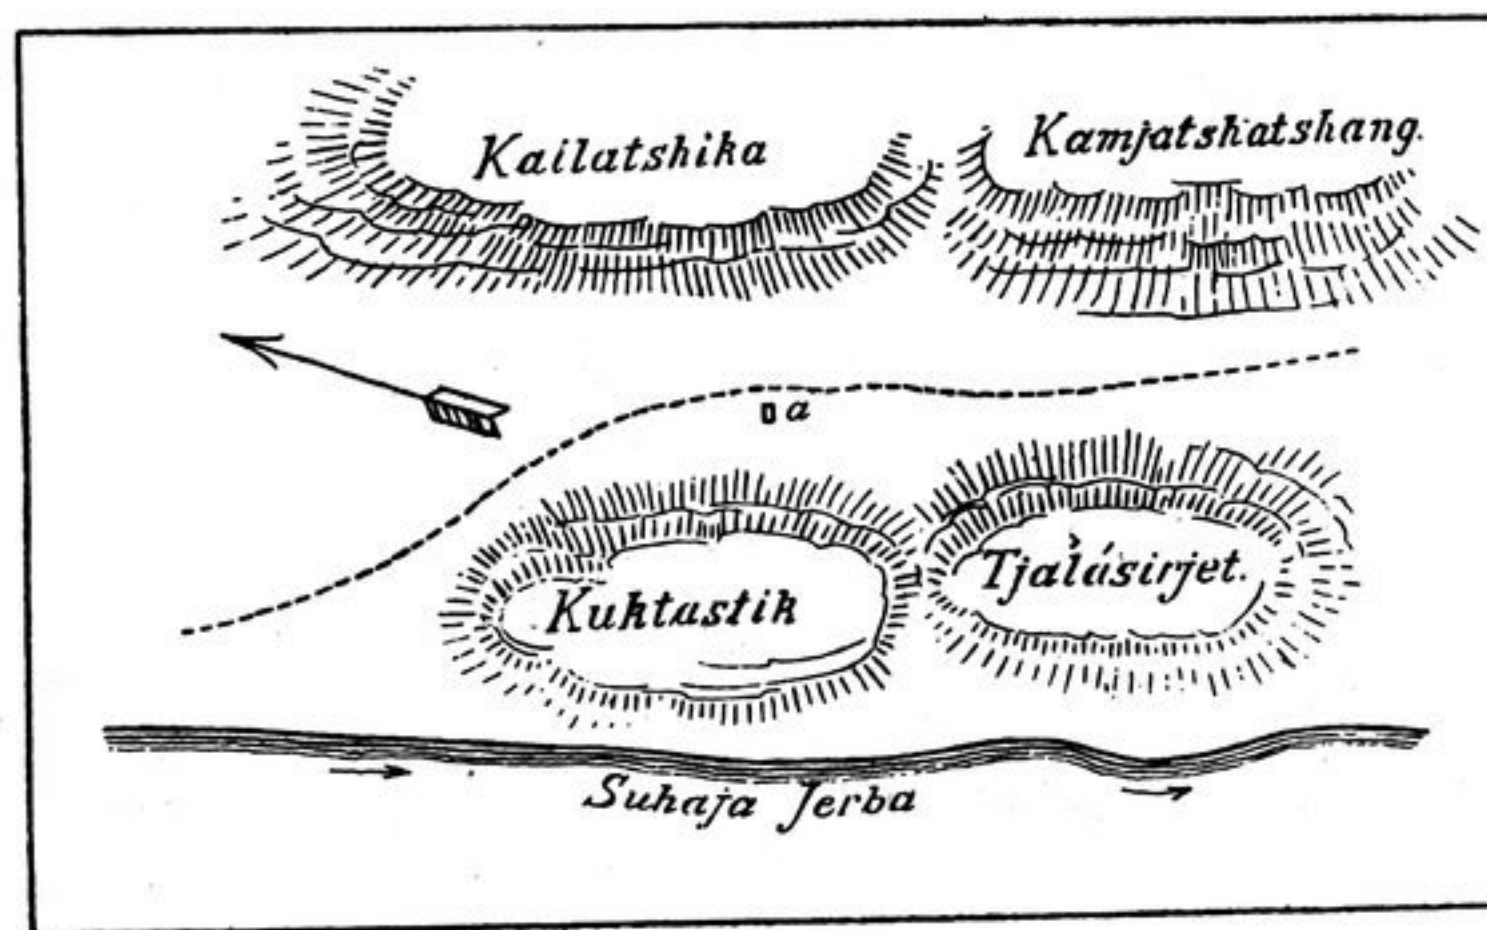 Kailatshika
Kamjatshatshang.
a
Kuktastik
Tjalásirjet.
Suhaja Jerba